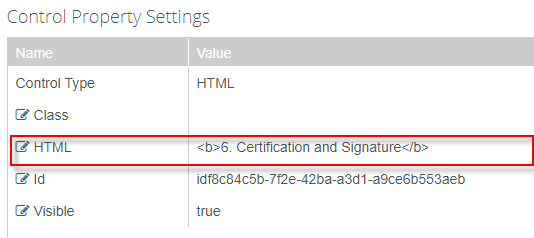 Control Property Settings
Name Value
Control Type HTML
Class
HTML <b>6. Certification and Signature</b>
Id idf8c84c5b-7f2e-42ba-a3d1-a9ce6b553aeb
Visible true